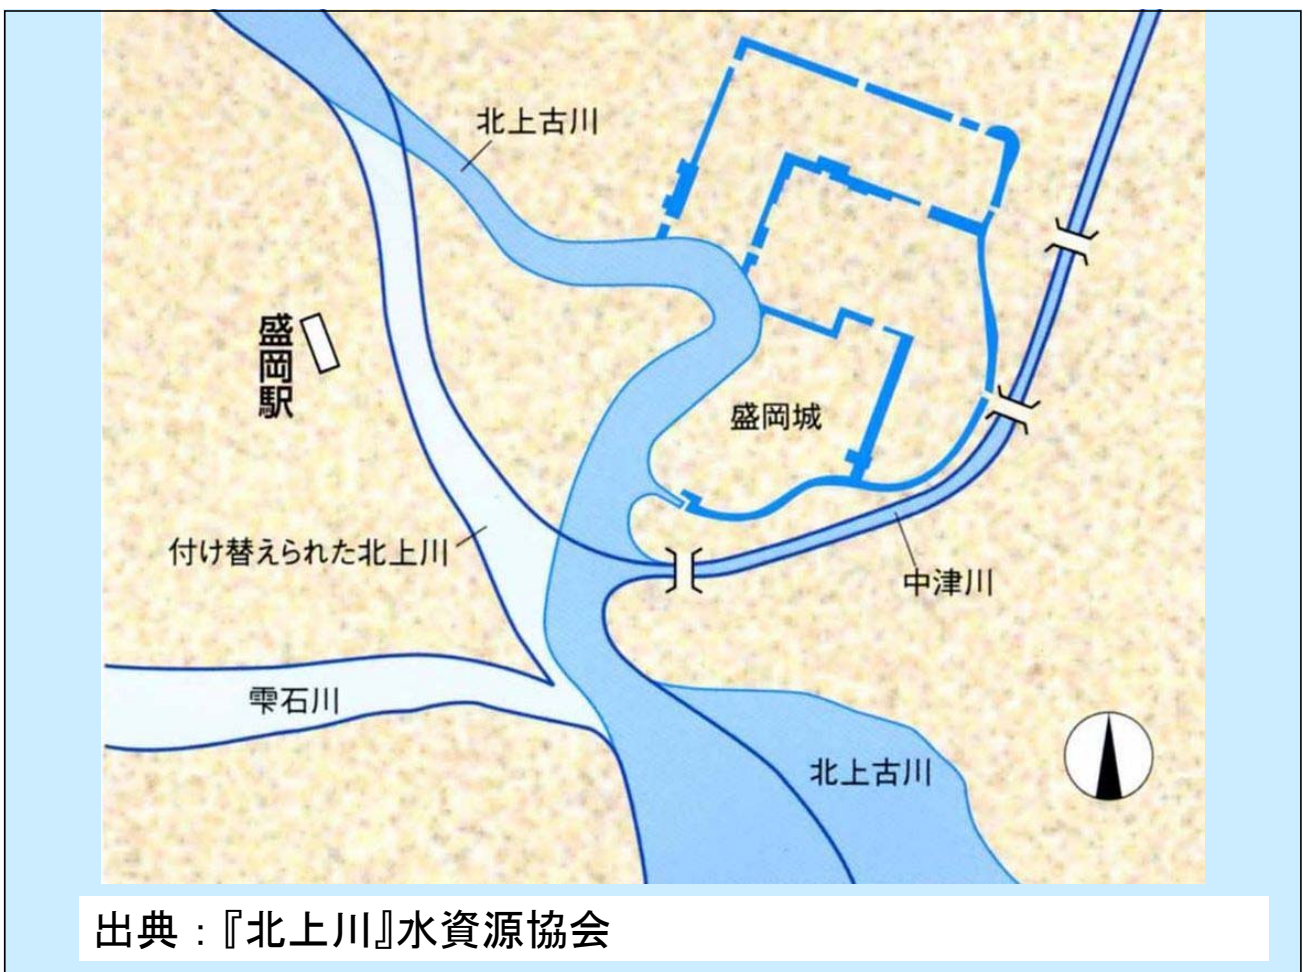 北上古川
盛岡駅
盛岡城
付け替えられた北上川
中津川
雫石川
北上古川
出典：『北上川』水資源協会